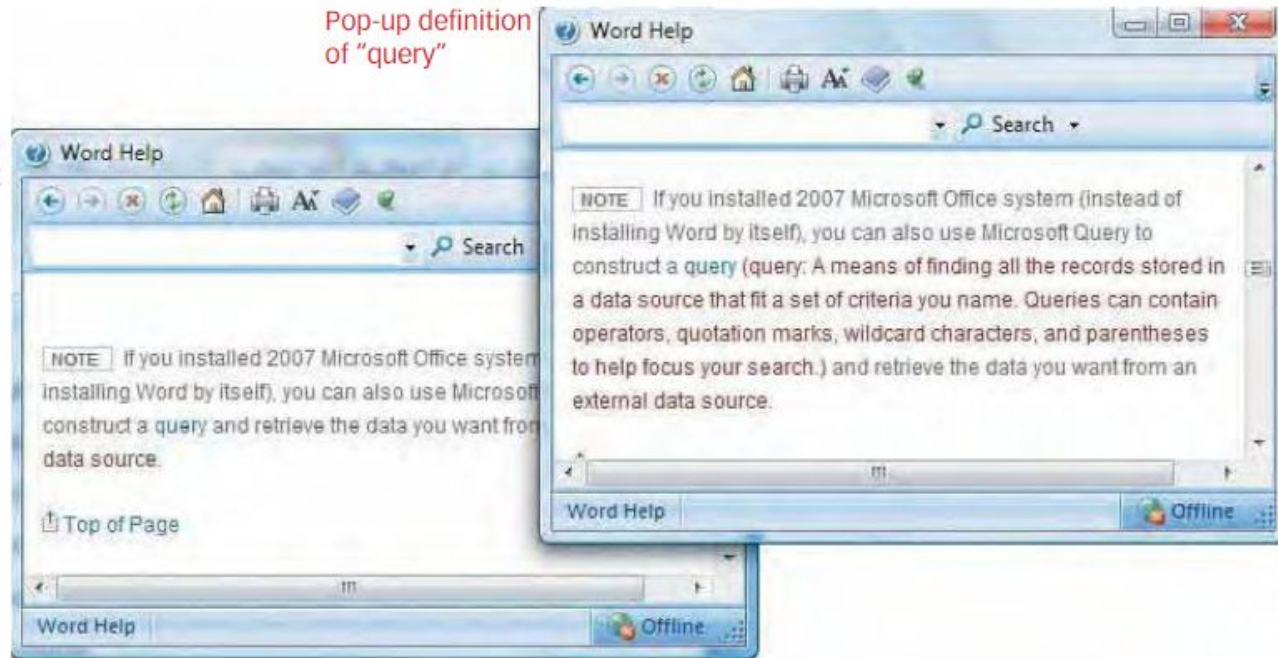 Pop-up definition
of "query"
Word Help
Search
NOTE If you installed 2007 Microsoft Office system (instead of
installing Word by itself), you can also use Microsoft Query to
construct a query (query: A means of finding all the records stored in
a data source that fit a set of criteria you name. Queries can contain
operators, quotation marks, wildcard characters, and parentheses
to help focus your search.) and retrieve the data you want from an
external data source.
Word Help
Offline
Word Help
Search
NOTE If you installed 2007 Microsoft Office system
installing Word by itself), you can also use Microsoft
construct a query and retrieve the data you want from
data source.
Top of Page
Word Help
Offline